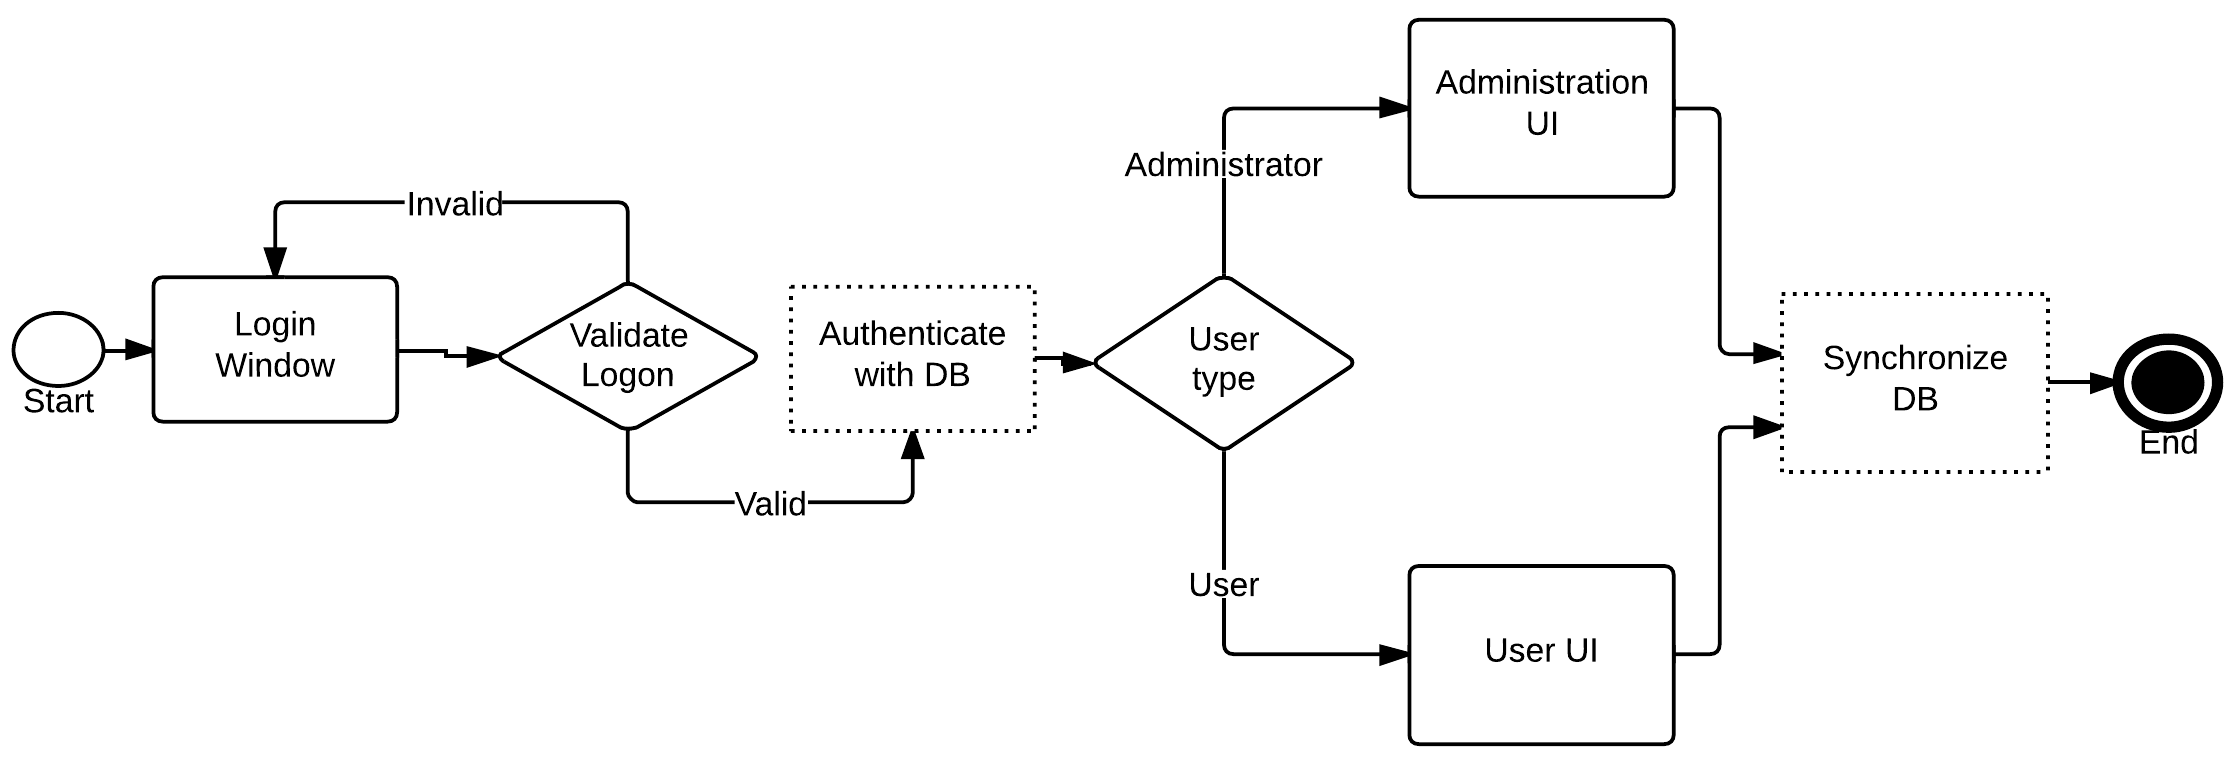 Start
Login
Window
Invalid
Validate
Logon
Valid
Authenticate
with DB
User
type
Administrator
Administration
UI
User
User UI
Synchronize
DB
End